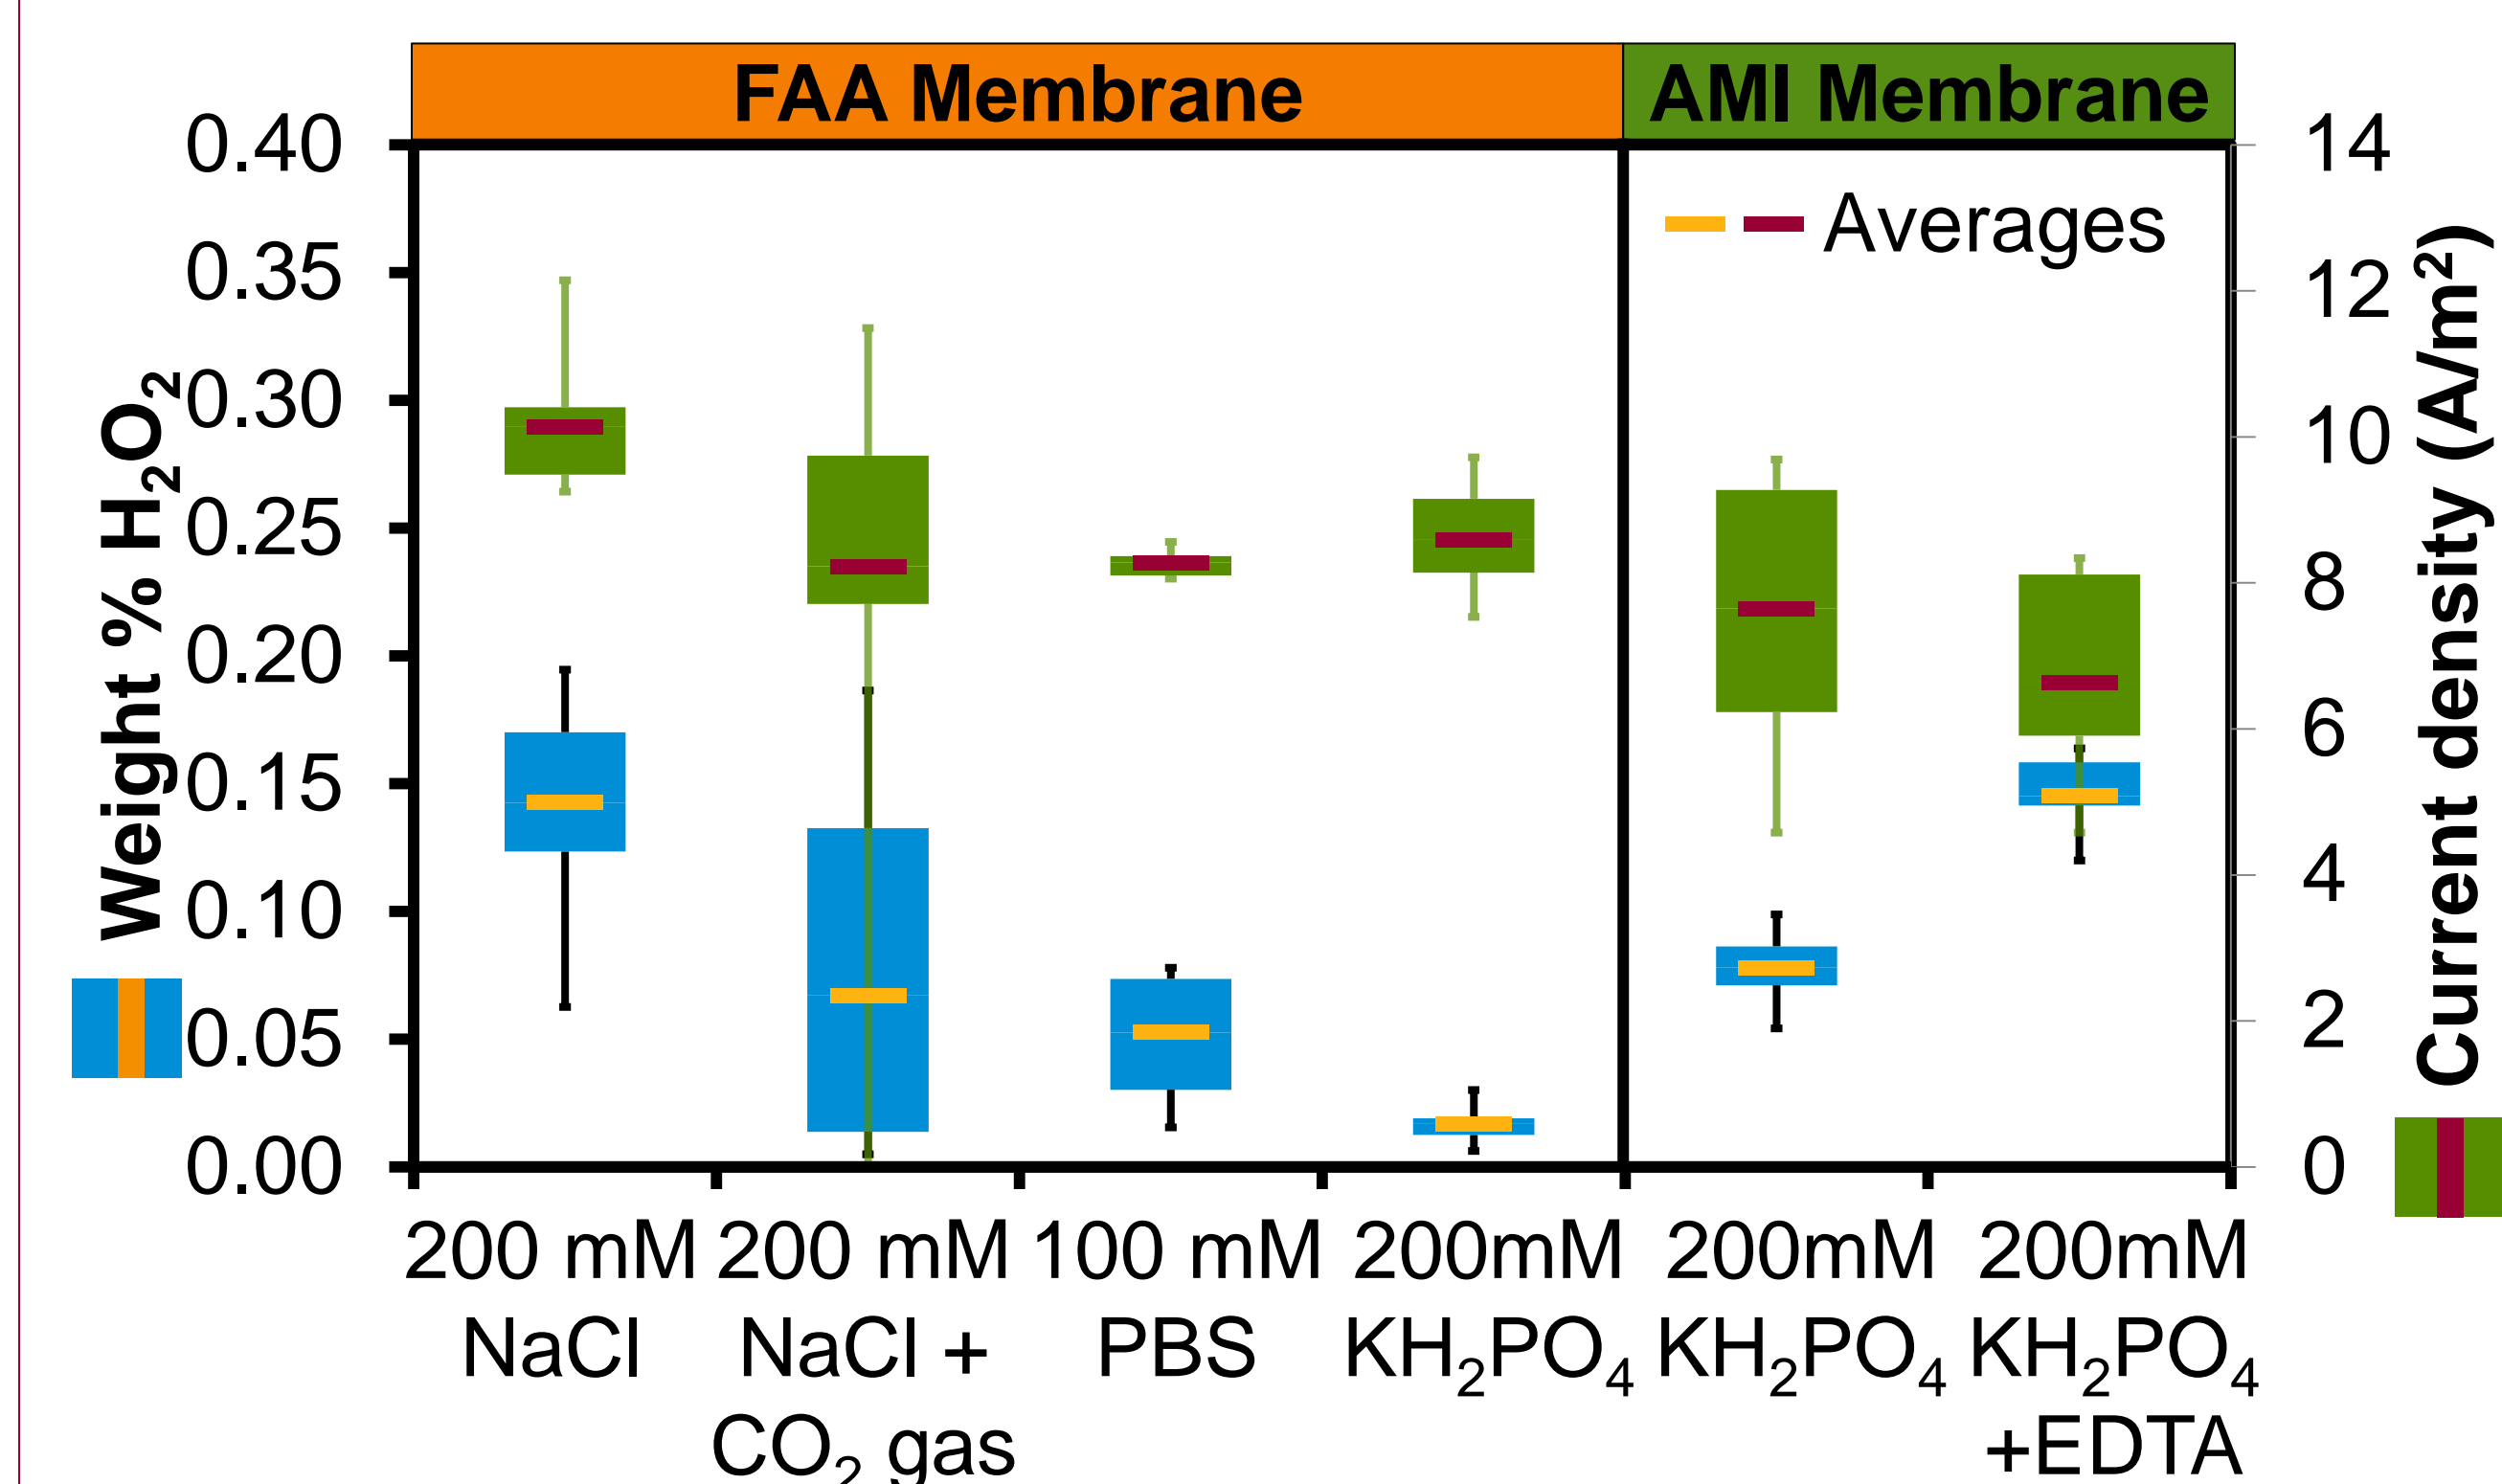 FAA Membrane
AMI Membrane
Averages
Weight % H₂O₂
0.40
0.35
0.30
0.25
0.20
0.15
0.10
0.05
0.00
14
12
10
8
6
4
2
0
Current density (A/m²)
200 mM
NaCl
200 mM
NaCl +
CO₂ gas
100 mM
PBS
200mM
KH₂PO₄
200mM
KH₂PO₄
200mM
KH₂PO₄
+EDTA